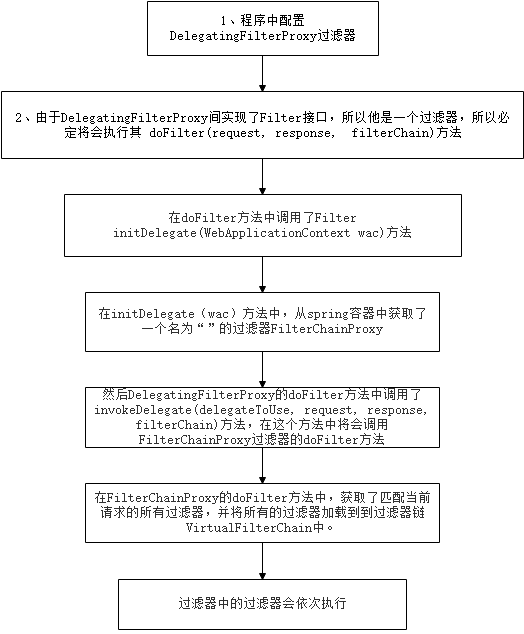 1、程序中配置
DelegatingFilterProxy过滤器
2、由于DelegatingFilterProxy间实现了Filter接口，所以他是一个过滤器，所以必
定将会执行其 doFilter(request, response, filterChain)方法
在doFilter方法中调用了Filter
initDelegate(WebApplicationContext wac)方法
在initDelegate（wac）方法中，从spring容器中获取了
一个名为“ ”的过滤器FilterChainProxy
然后DelegatingFilterProxy的doFilter方法中调用了
invokeDelegate(delegateToUse, request, response,
filterChain)方法，在这个方法中将会调用
FilterChainProxy过滤器的doFilter方法
在FilterChainProxy的doFilter方法中，获取了匹配当前
请求的所有过滤器，并将所有的过滤器加载到到过滤器链
VirtualFilterChain中。
过滤器中的过滤器会依次执行